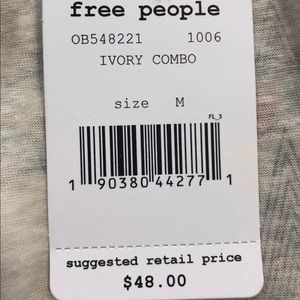 free people
OB548221 1006
IVORY COMBO
size M
FL_3
1 90380 44277 1
suggested retail price
$48.00